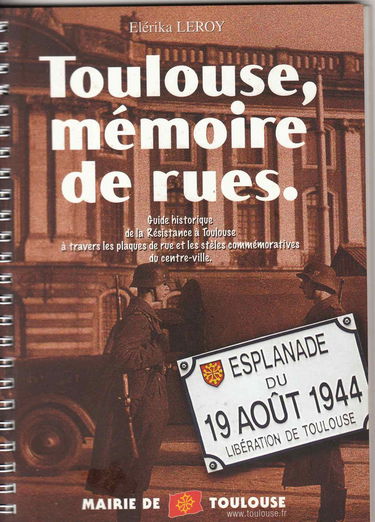 Elérika LEROY
Toulouse,
mémoire
de rues.
Guide historique
de la Résistance à Toulouse
à travers les plaques de rue et les stèles commémoratives
du centre-ville.
ESPLANADE
DU
19 AOÛT 1944
LIBÉRATION DE TOULOUSE
MAIRIE DE TOULOUSE
www.toulouse.fr